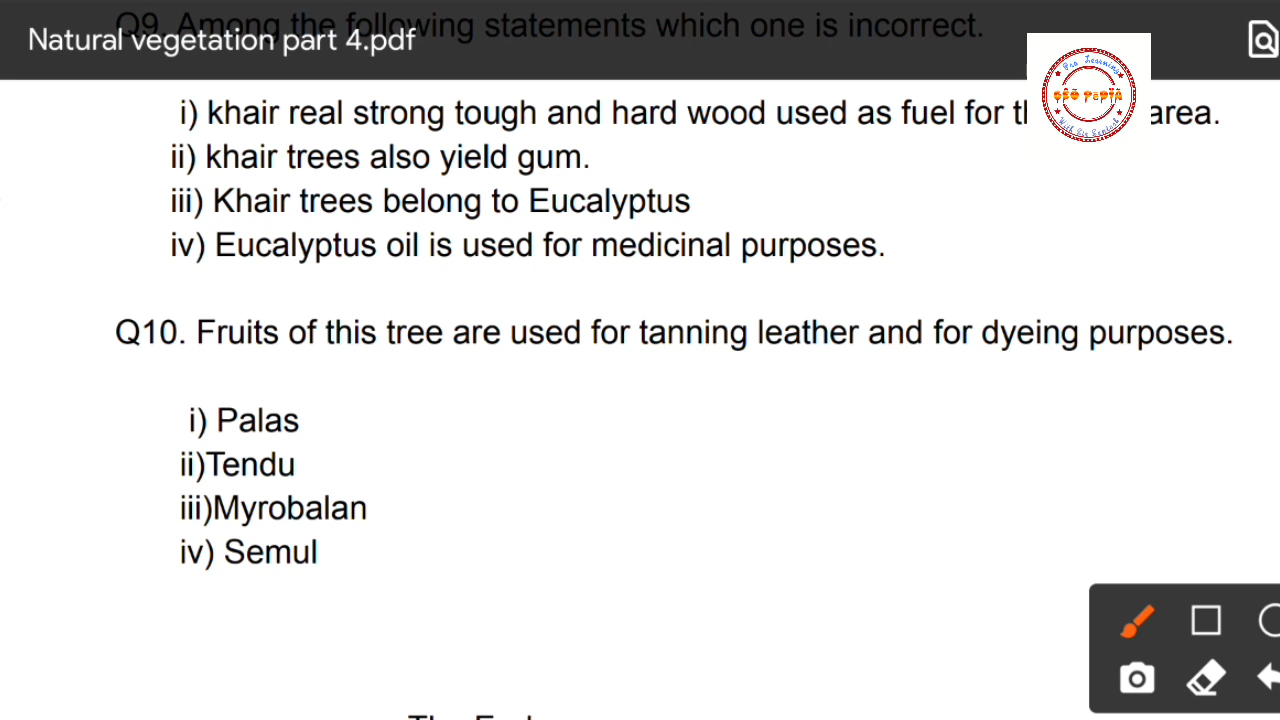 Q9. Among the following statements which one is incorrect.
Natural vegetation part 4.pdf
Pro Learning
i) khair real strong tough and hard wood used as fuel for area.
ii) khair trees also yield gum.
iii) Khair trees belong to Eucalyptus
iv) Eucalyptus oil is used for medicinal purposes.
Q10. Fruits of this tree are used for tanning leather and for dyeing purposes.
i) Palas
ii)Tendu
iii)Myrobalan
iv) Semul